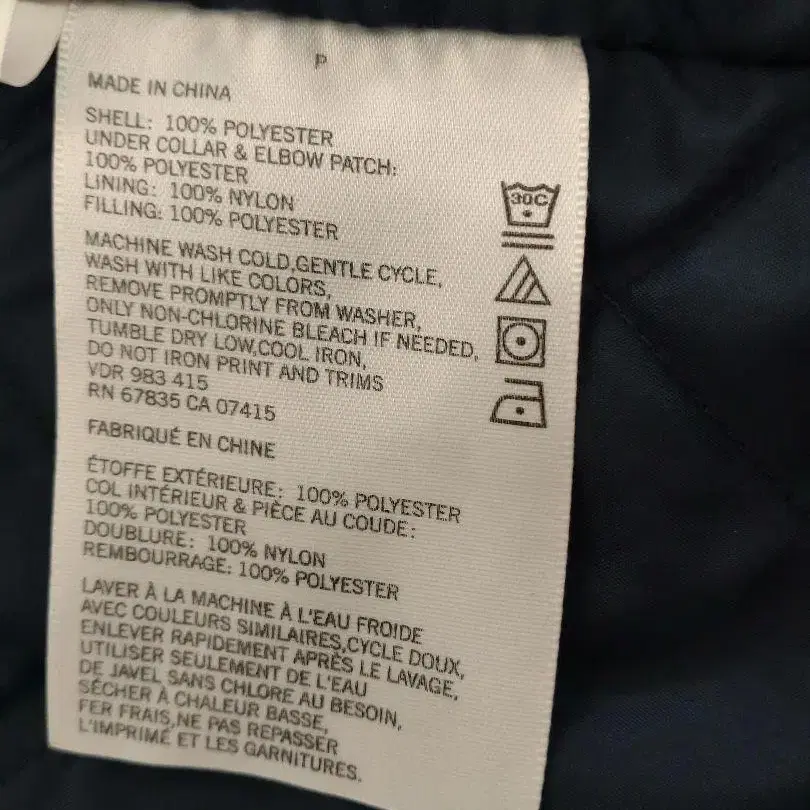 P
MADE IN CHINA
SHELL: 100% POLYESTER
UNDER COLLAR & ELBOW PATCH:
100% POLYESTER
LINING: 100% NYLON
FILLING: 100% POLYESTER
30C
MACHINE WASH COLD,GENTLE CYCLE,
WASH WITH LIKE COLORS,
REMOVE PROMPTLY FROM WASHER,
ONLY NON-CHLORINE BLEACH IF NEEDED,
TUMBLE DRY LOW,COOL IRON,
DO NOT IRON PRINT AND TRIMS
VDR 983 415
RN 67835 CA 07415
FABRIQUÉ EN CHINE
ÉTOFFE EXTÉRIEURE: 100% POLYESTER
COL INTÉRIEUR & PIÈCE AU COUDE:
100% POLYESTER
DOUBLURE: 100% NYLON
REMBOURRAGE: 100% POLYESTER
LAVER À LA MACHINE À L'EAU FROIDE
AVEC COULEURS SIMILAIRES,CYCLE DOUX,
ENLEVER RAPIDEMENT APRÈS LE LAVAGE,
UTILISER SEULEMENT DE L'EAU
DE JAVEL SANS CHLORE AU BESOIN,
SÉCHER À CHALEUR BASSE,
FER FRAIS,NE PAS REPASSER
L'IMPRIMÉ ET LES GARNITURES.